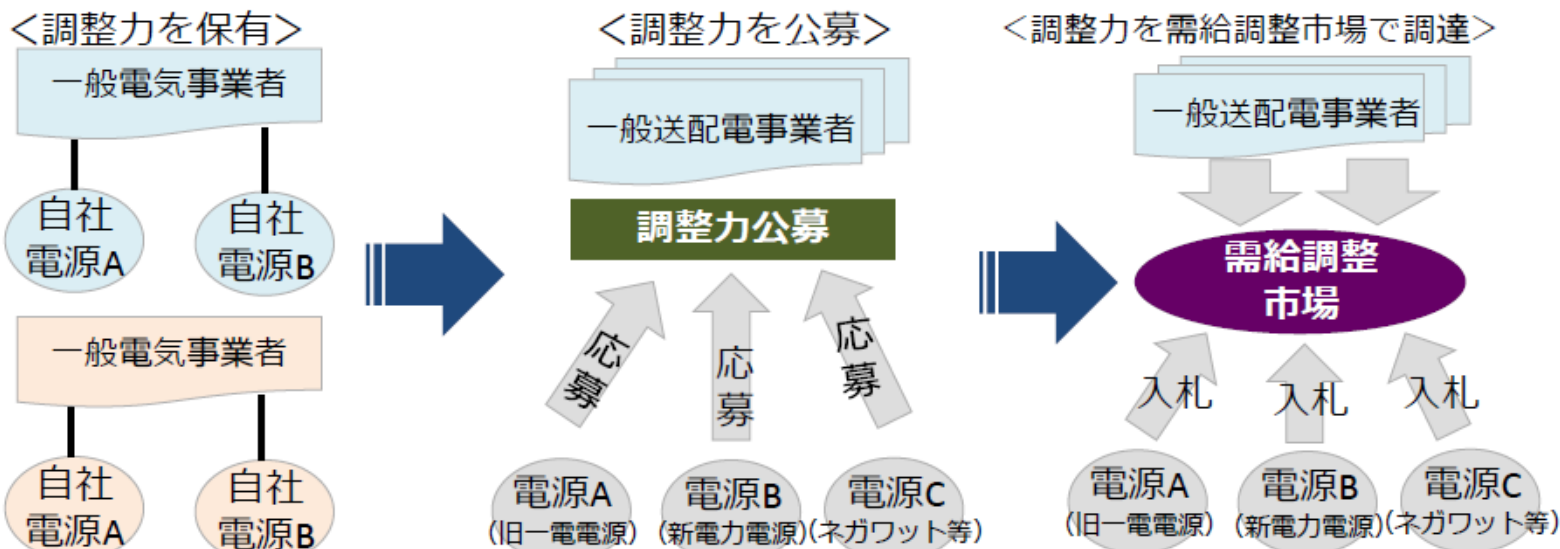 ＜調整力を保有＞
一般電気事業者
自社
電源A
自社
電源B
一般電気事業者
自社
電源A
自社
電源B
＜調整力を公募＞
一般送配電事業者
調整力公募
応募
応募
応募
電源A
(旧一電電源)
電源B
(新電力電源)
電源C
(ネガワット等)
＜調整力を需給調整市場で調達＞
一般送配電事業者
需給調整
市場
入札
入札
入札
電源A
(旧一電電源)
電源B
(新電力電源)
電源C
(ネガワット等)